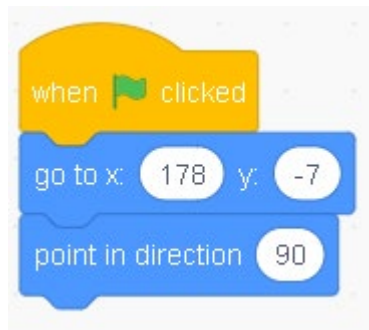 when clicked
go to x: 178 y: -7
point in direction 90